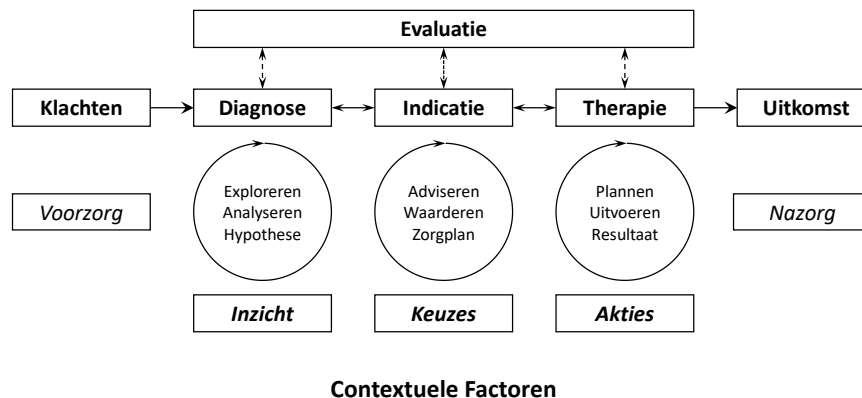 Evaluatie
Klachten
Diagnose
Indicatie
Therapie
Uitkomst
Voorzorg
Exploreren
Analyseren
Hypothese
Adviseren
Waarderen
Zorgplan
Plannen
Uitvoeren
Resultaat
Nazorg
Inzicht
Keuzes
Akties
Contextuele Factoren